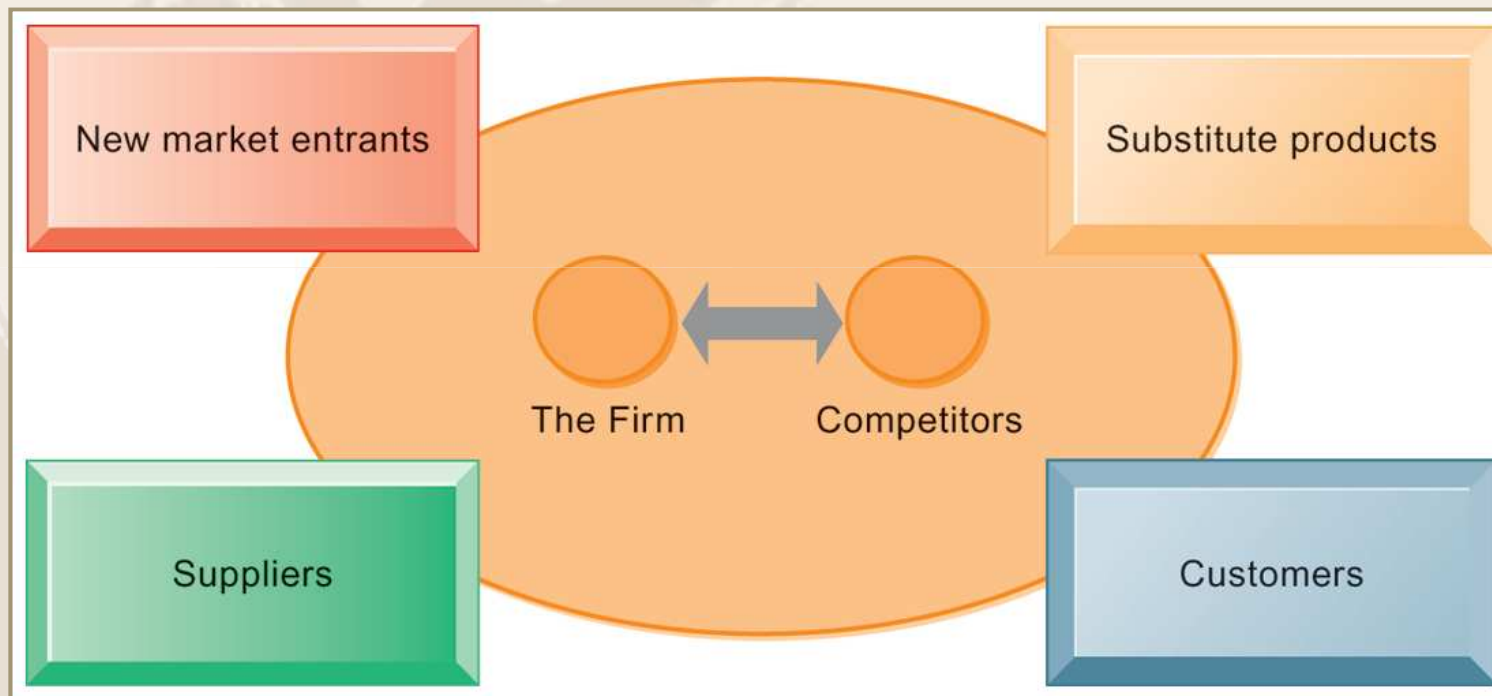 New market entrants
Substitute products
The Firm
Competitors
Suppliers
Customers